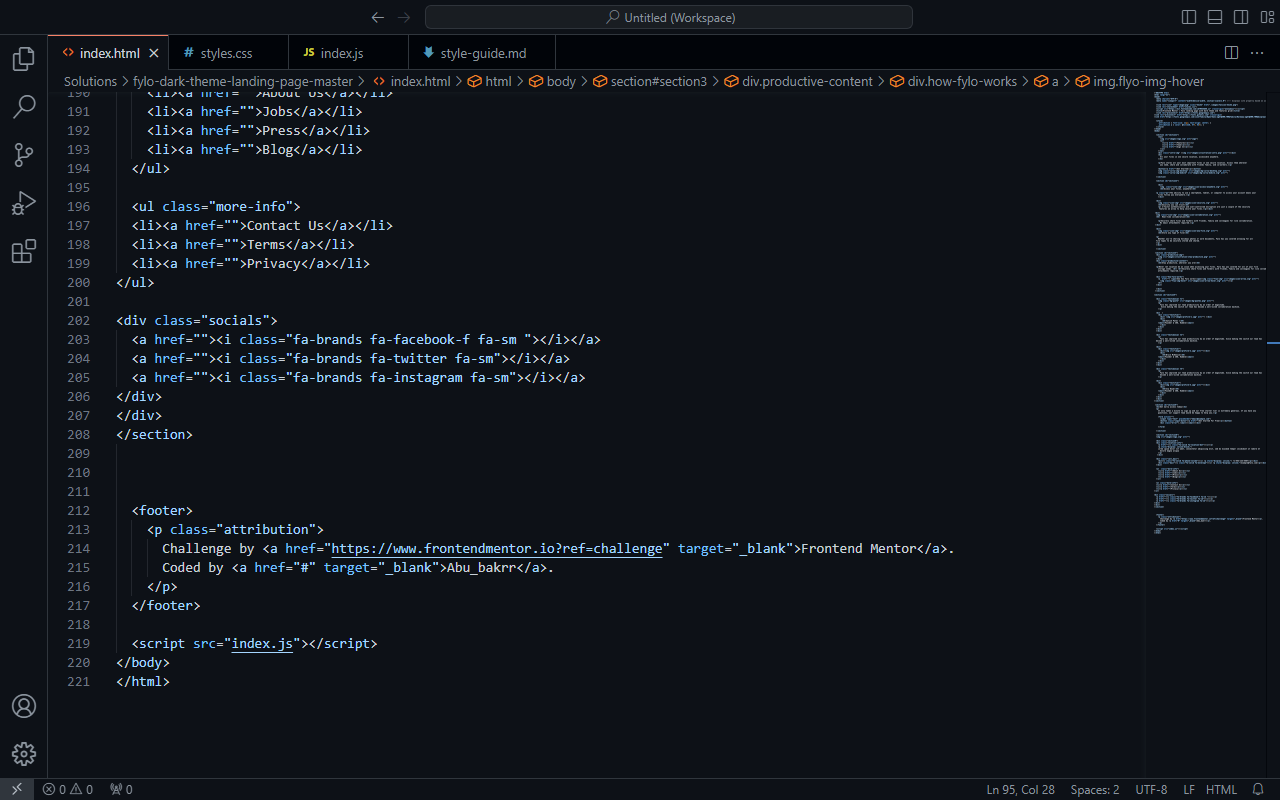 Untitled (Workspace)
index.html
styles.css
JS index.js
style-guide.md
Solutions > fylo-dark-theme-landing-page-master > index.html > html > body > section#section3 > div.productive-content > div.how-fylo-works > a > img.flyo-img-hover
190 <li><a href="">About Us</a></li>
191 <li><a href="">Jobs</a></li>
192 <li><a href="">Press</a></li>
193 <li><a href="">Blog</a></li>
194 </ul>
195
196 <ul class="more-info">
197 <li><a href="">Contact Us</a></li>
198 <li><a href="">Terms</a></li>
199 <li><a href="">Privacy</a></li>
200 </ul>
201
202 <div class="socials">
203 <a href=""><i class="fa-brands fa-facebook-f fa-sm "></i></a>
204 <a href=""><i class="fa-brands fa-twitter fa-sm"></i></a>
205 <a href=""><i class="fa-brands fa-instagram fa-sm"></i></a>
206 </div>
207 </div>
208 </section>
209
210
211
212 <footer>
213 <p class="attribution">
214 Challenge by <a href="https://www.frontendmentor.io?ref=challenge" target="_blank">Frontend Mentor</a>.
215 Coded by <a href="#" target="_blank">Abu_bakrr</a>.
216 </p>
217 </footer>
218
219 <script src="index.js"></script>
220 </body>
221 </html>
0 0 0 Ln 95, Col 28 Spaces: 2 UTF-8 LF HTML